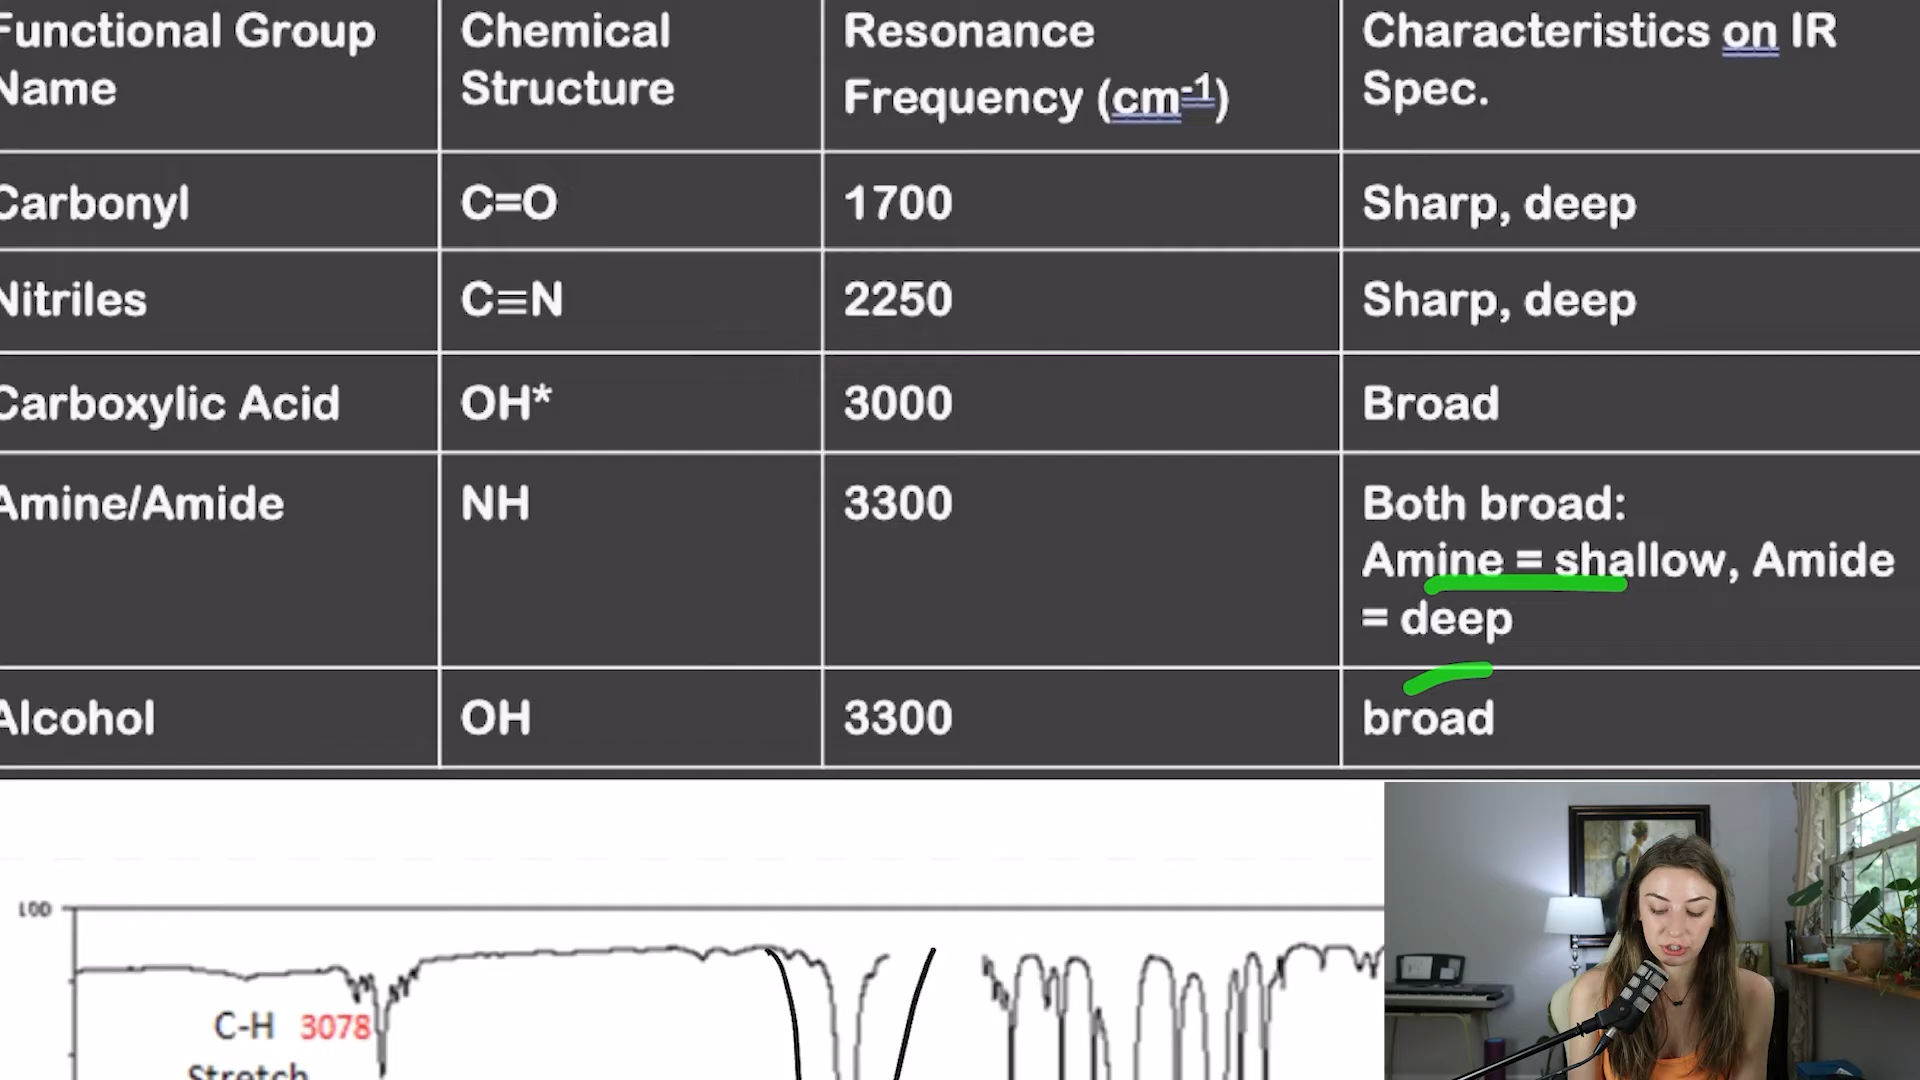 Functional Group
Name
Chemical
Structure
Resonance
Frequency (cm-1)
Characteristics on IR
Spec.
Carbonyl
C=O
1700
Sharp, deep
Nitriles
C≡N
2250
Sharp, deep
Carboxylic Acid
OH*
3000
Broad
Amine/Amide
NH
3300
Both broad:
Amine = shallow, Amide
= deep
Alcohol
OH
3300
broad
100
C-H 3078
Stretch